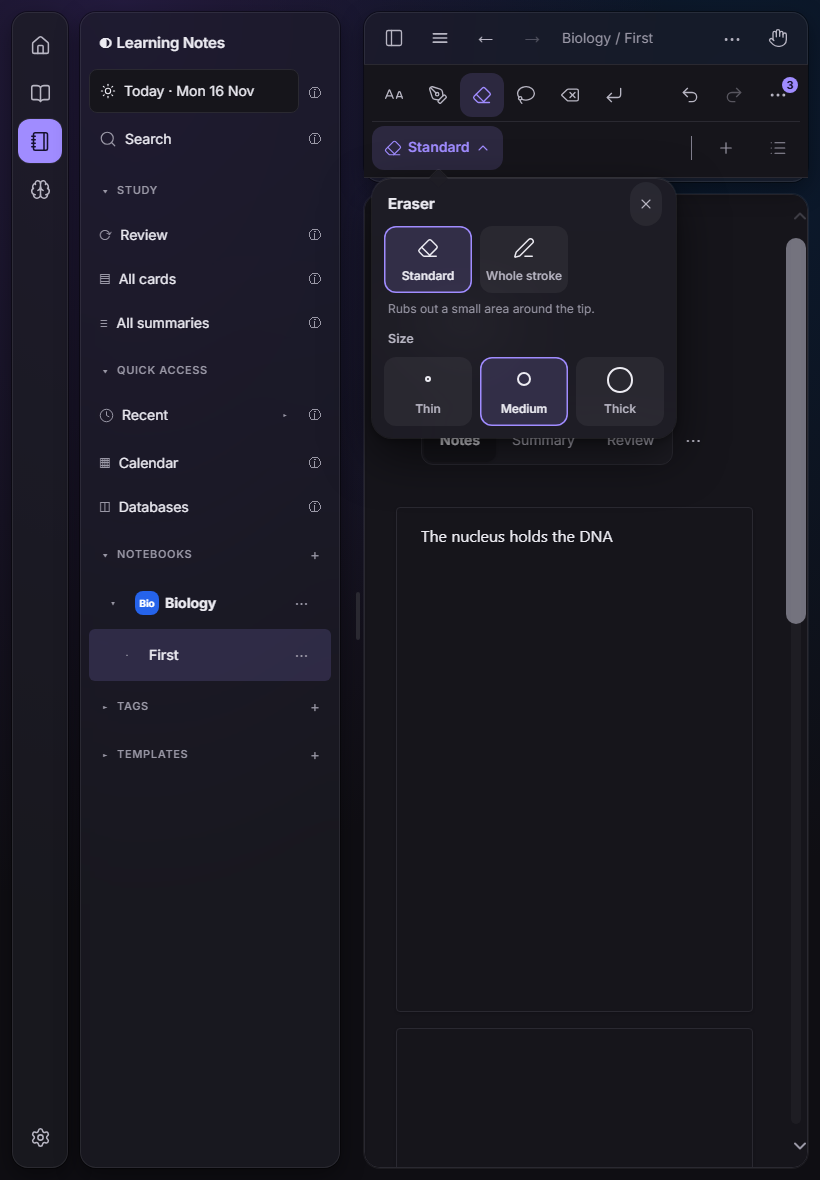 Learning Notes
Today · Mon 16 Nov
Search
STUDY
Review
All cards
All summaries
QUICK ACCESS
Recent
Calendar
Databases
NOTEBOOKS
Bio Biology
First
TAGS
TEMPLATES
Biology / First
AA
3
Standard
Eraser
Standard
Whole stroke
Rubs out a small area around the tip.
Size
Thin
Medium
Thick
Notes
Summary
Review
The nucleus holds the DNA